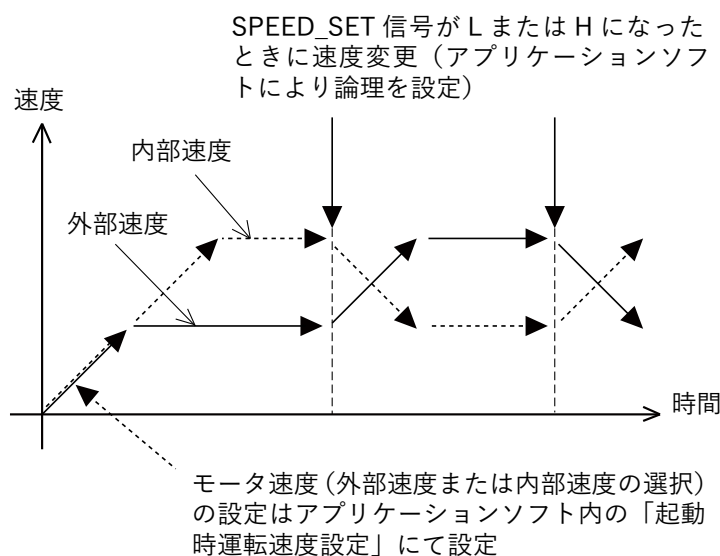 SPEED_SET 信号が L または H になった
ときに速度変更（アプリケーションソフ
トにより論理を設定）
速度
内部速度
外部速度
時間
モータ速度（外部速度または内部速度の選択）
の設定はアプリケーションソフト内の「起動
時運転速度設定」にて設定